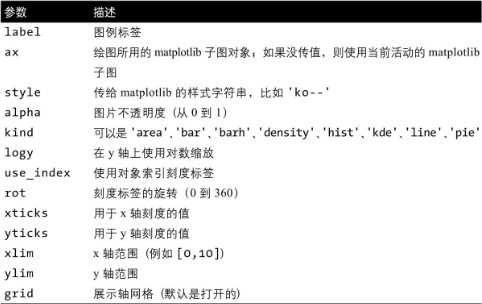 参数 描述
label 图例标签
ax 绘图所用的 matplotlib 子图对象；如果没传值，则使用当前活动的 matplotlib
子图
style 传给 matplotlib 的样式字符串，比如 'ko--'
alpha 图片不透明度（从 0 到 1）
kind 可以是 'area'、'bar'、'barh'、'density'、'hist'、'kde'、'line'、'pie'
logy 在 y 轴上使用对数缩放
use_index 使用对象索引刻度标签
rot 刻度标签的旋转（0 到 360）
xticks 用于 x 轴刻度的值
yticks 用于 y 轴刻度的值
xlim x 轴范围（例如 [0,10]）
ylim y 轴范围
grid 展示轴网格（默认是打开的）